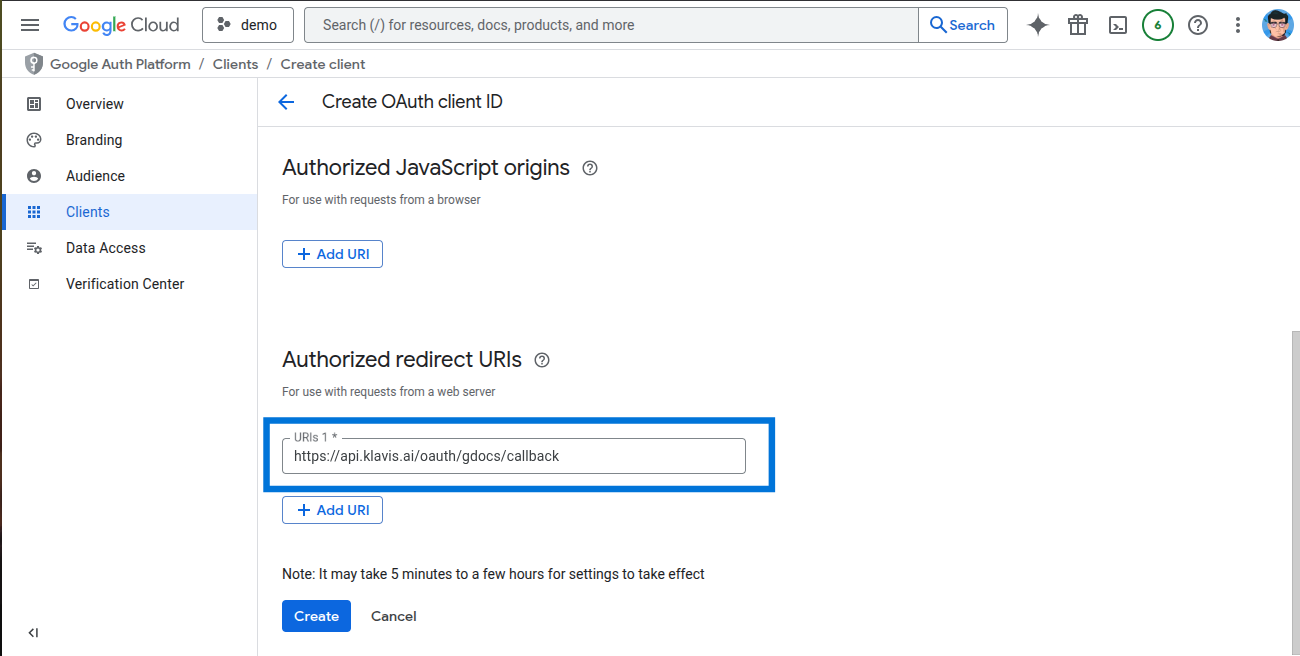 Google Cloud
demo
Search (/) for resources, docs, products, and more
Search
6
Google Auth Platform / Clients / Create client
Overview
Branding
Audience
Clients
Data Access
Verification Center
Create OAuth client ID
Authorized JavaScript origins
For use with requests from a browser
+ Add URI
Authorized redirect URIs
For use with requests from a web server
URIs 1 *
https://api.klavis.ai/oauth/gdocs/callback
+ Add URI
Note: It may take 5 minutes to a few hours for settings to take effect
Create
Cancel